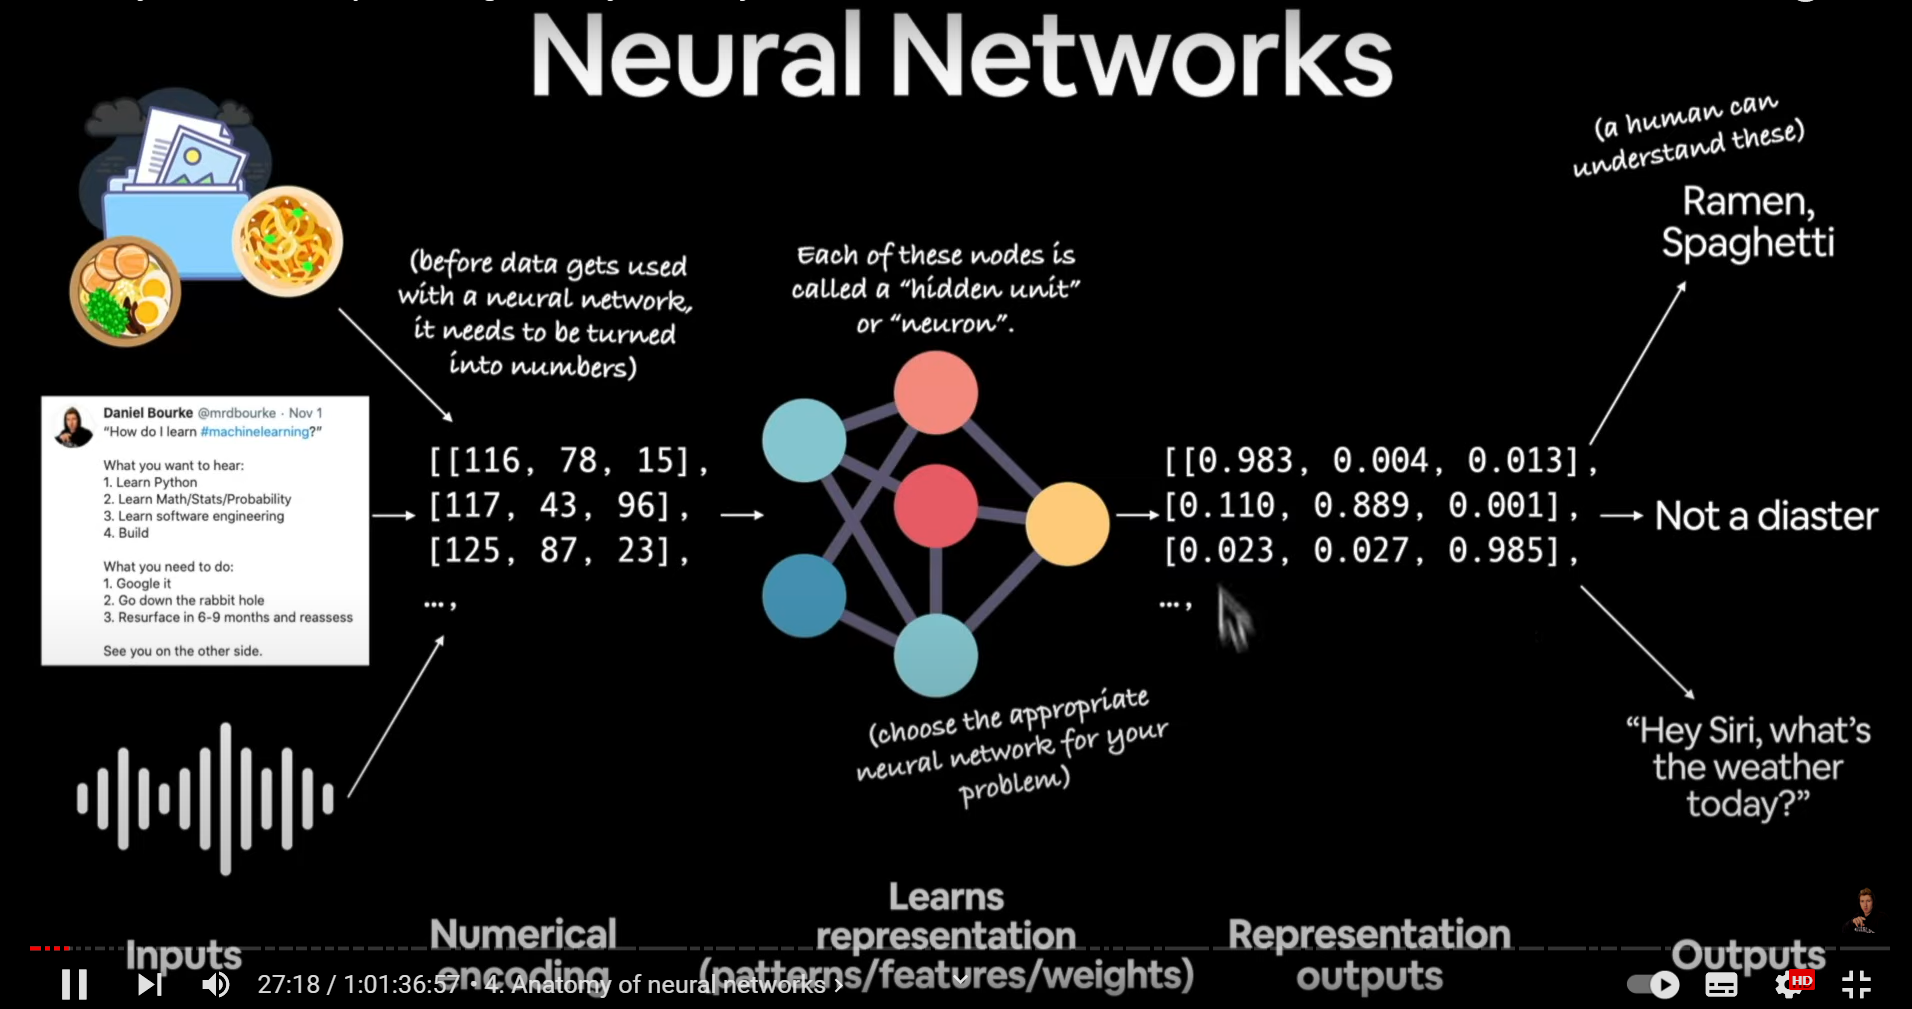 Neural Networks
(a human can
understand these)
Ramen,
Spaghetti
(before data gets used
with a neural network,
it needs to be turned
into numbers)
Each of these nodes is
called a “hidden unit”
or “neuron”.
Daniel Bourke @mrdbourke · Nov 1
“How do I learn #machinelearning?”
What you want to hear:
1. Learn Python
2. Learn Math/Stats/Probability
3. Learn software engineering
4. Build
What you need to do:
1. Google it
2. Go down the rabbit hole
3. Resurface in 6-9 months and reassess
See you on the other side.
[[116, 78, 15],
[117, 43, 96],
[125, 87, 23],
…,
[[0.983, 0.004, 0.013],
[0.110, 0.889, 0.001],
[0.023, 0.027, 0.985],
…,
Not a diaster
(choose the appropriate
neural network for your
problem)
“Hey Siri, what’s
the weather
today?”
Inputs
Numerical
encoding
Learns
representation
(patterns/features/weights)
Representation
outputs
Outputs
27:18 / 1:01:36:57 • 4. Anatomy of neural networks ›
HD